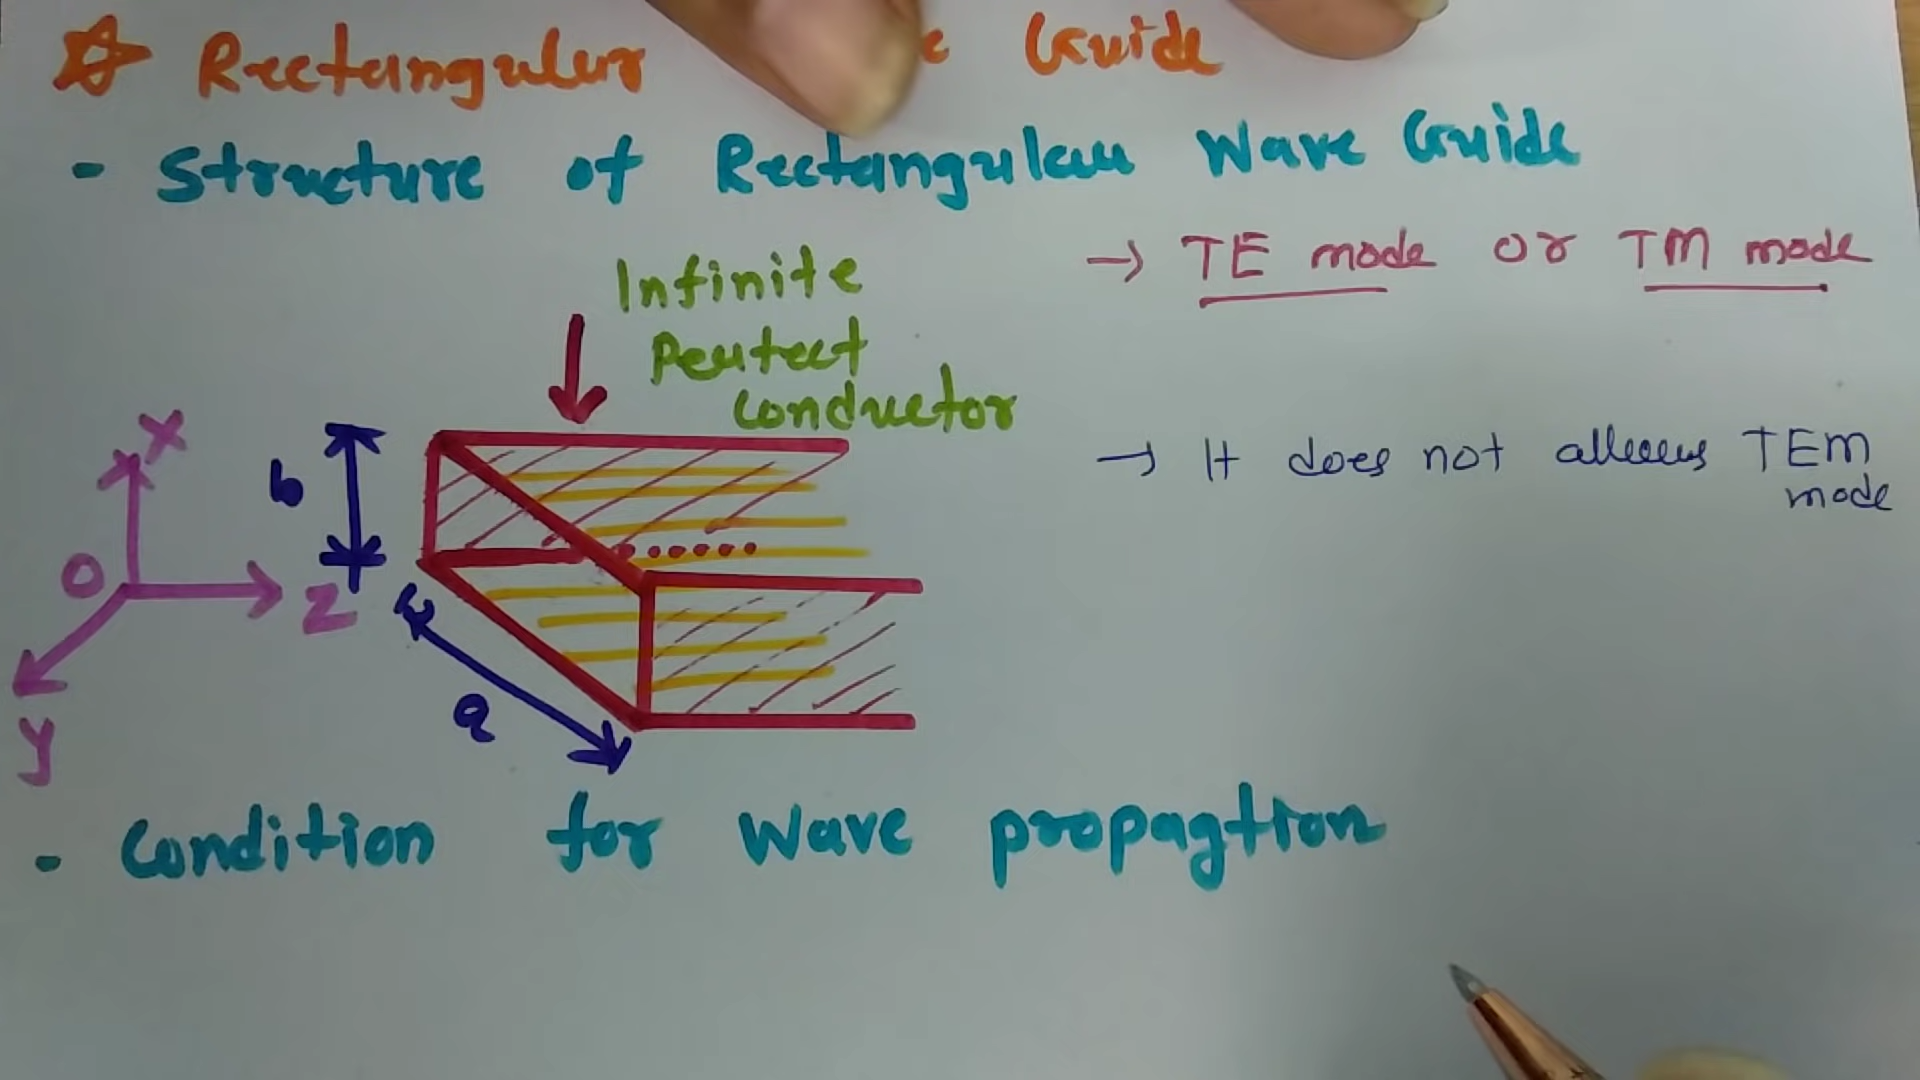 Rectangular Guide
- Structure of Rectangular Wave Guide
Infinite
Perfect
conductor
→ TE mode or TM mode
→ It does not allows TEM
mode
X
b
O
Z
a
Y
- Condition for wave propagtion